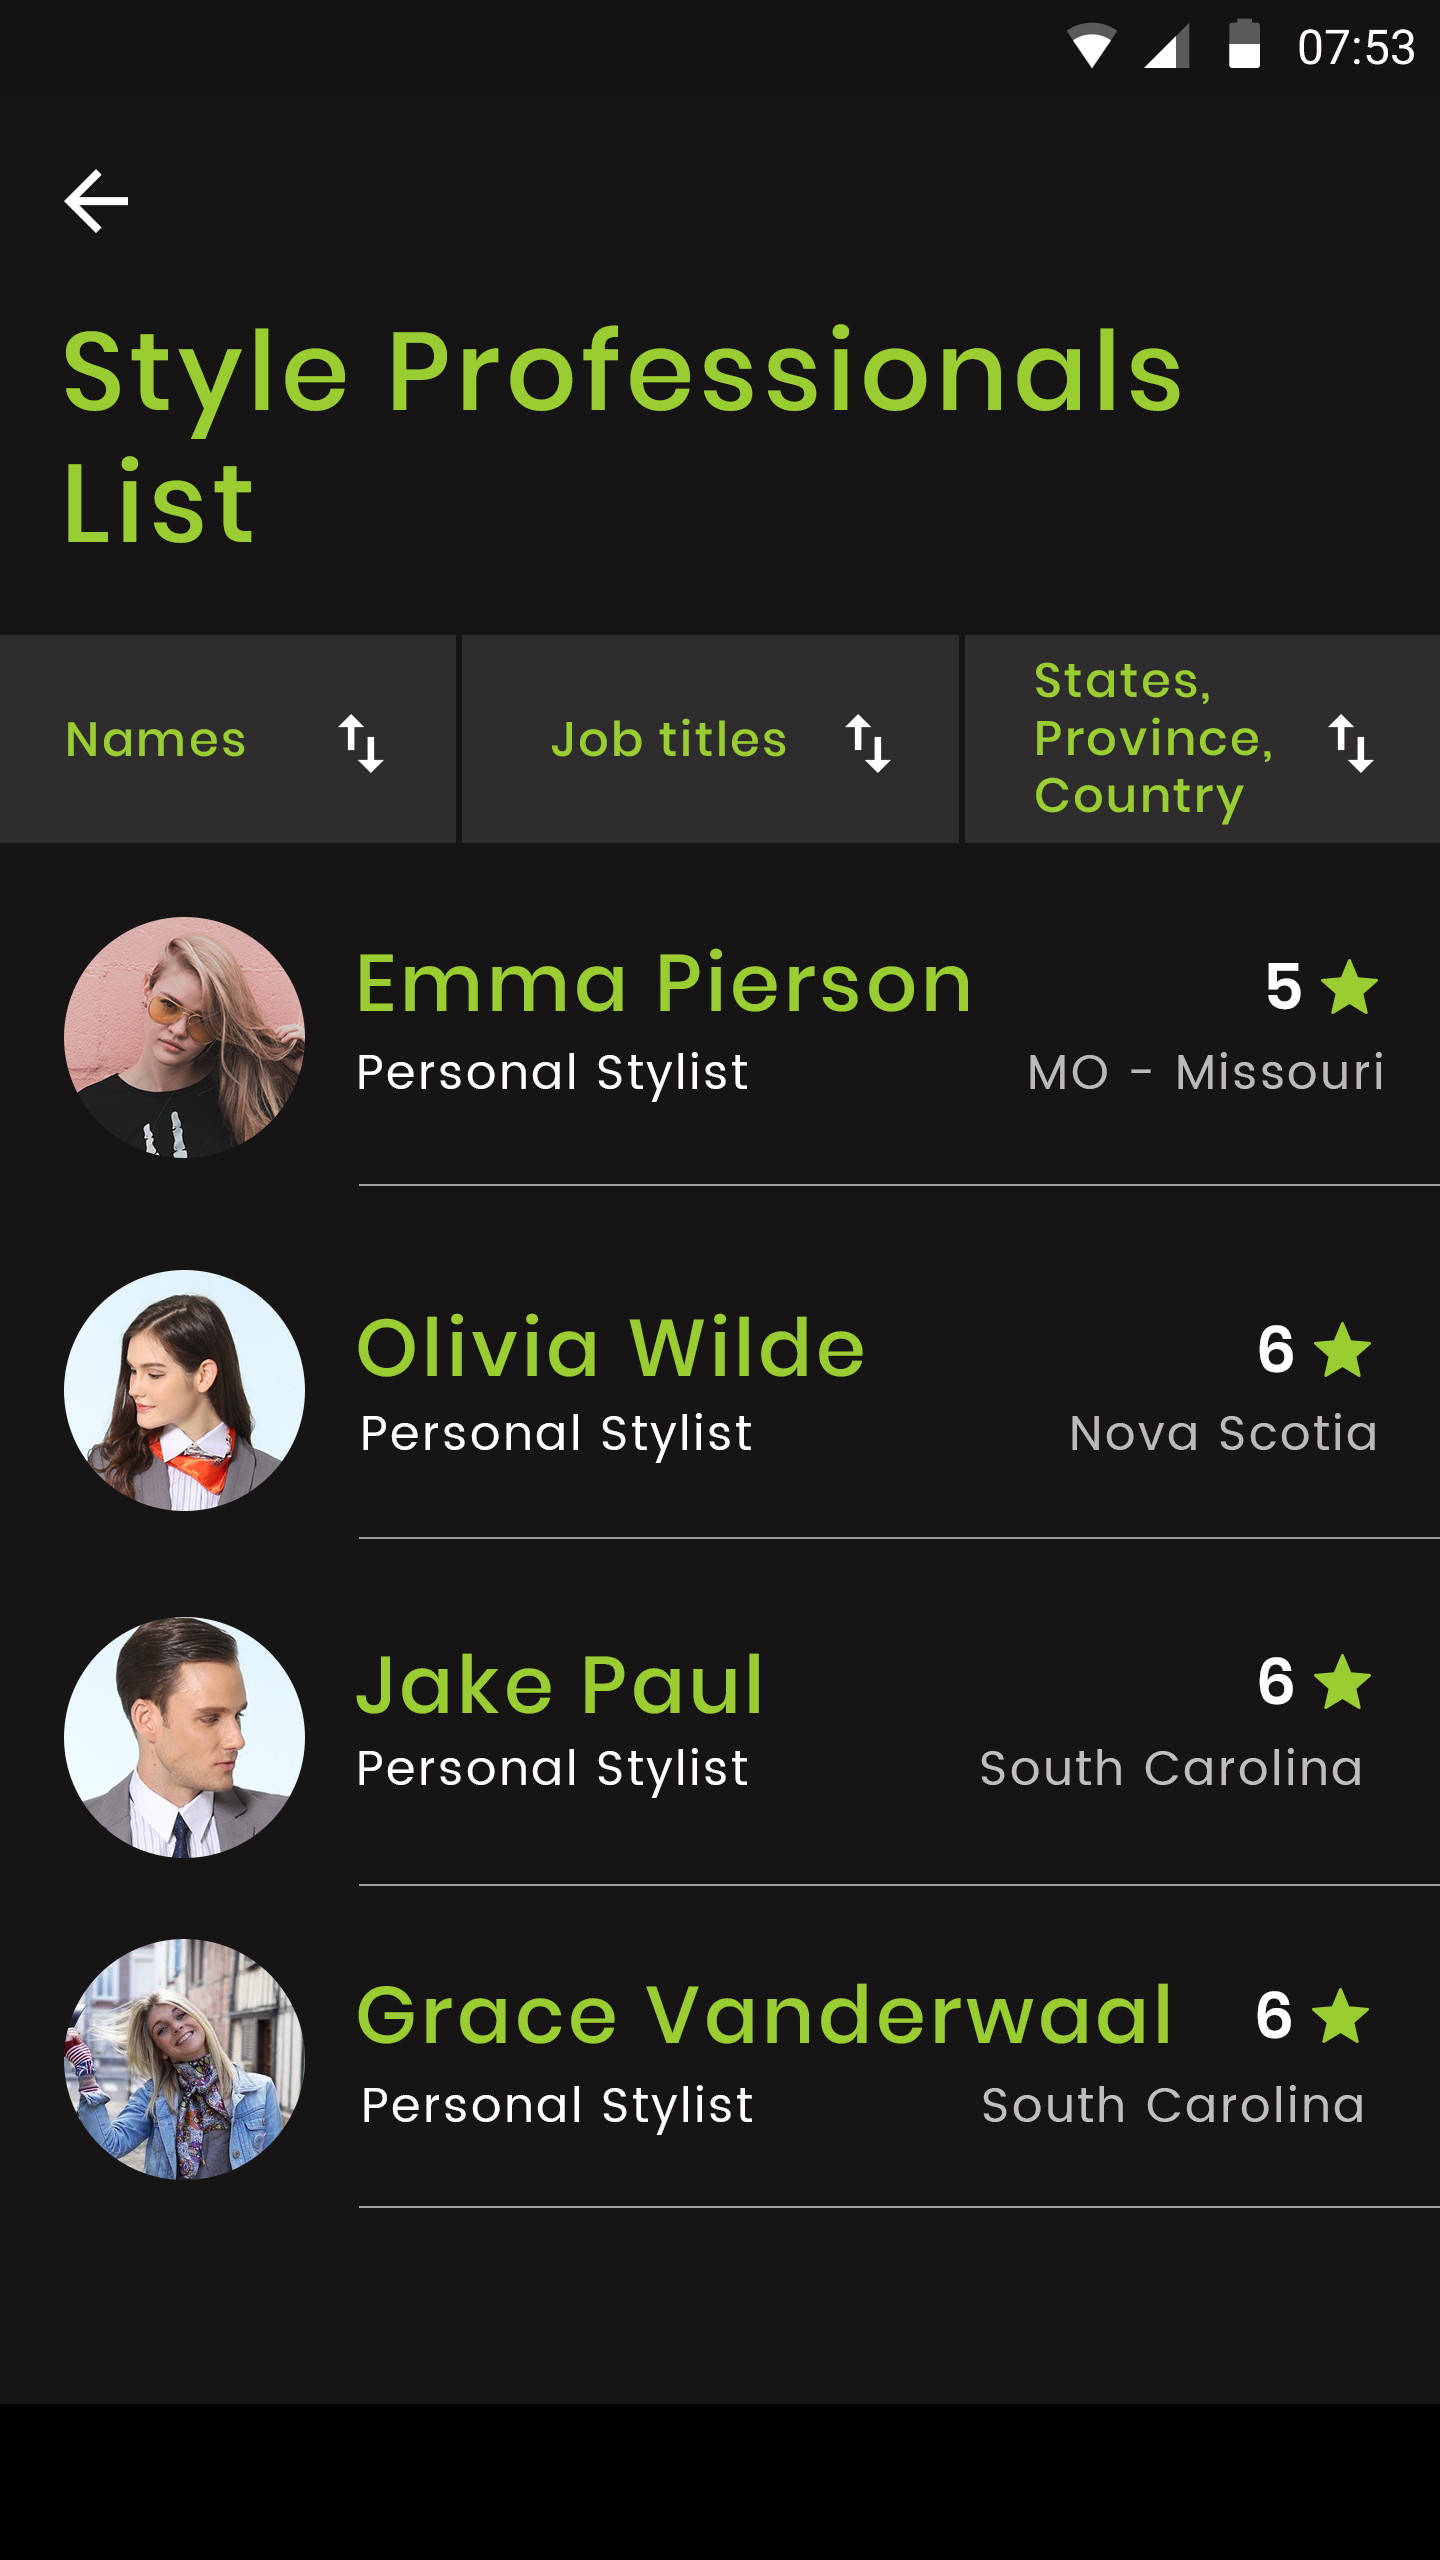 07:53
Style Professionals
List
Names
Job titles
States,
Province,
Country
Emma Pierson
5
Personal Stylist
MO - Missouri
Olivia Wilde
6
Personal Stylist
Nova Scotia
Jake Paul
6
Personal Stylist
South Carolina
Grace Vanderwaal
6
Personal Stylist
South Carolina